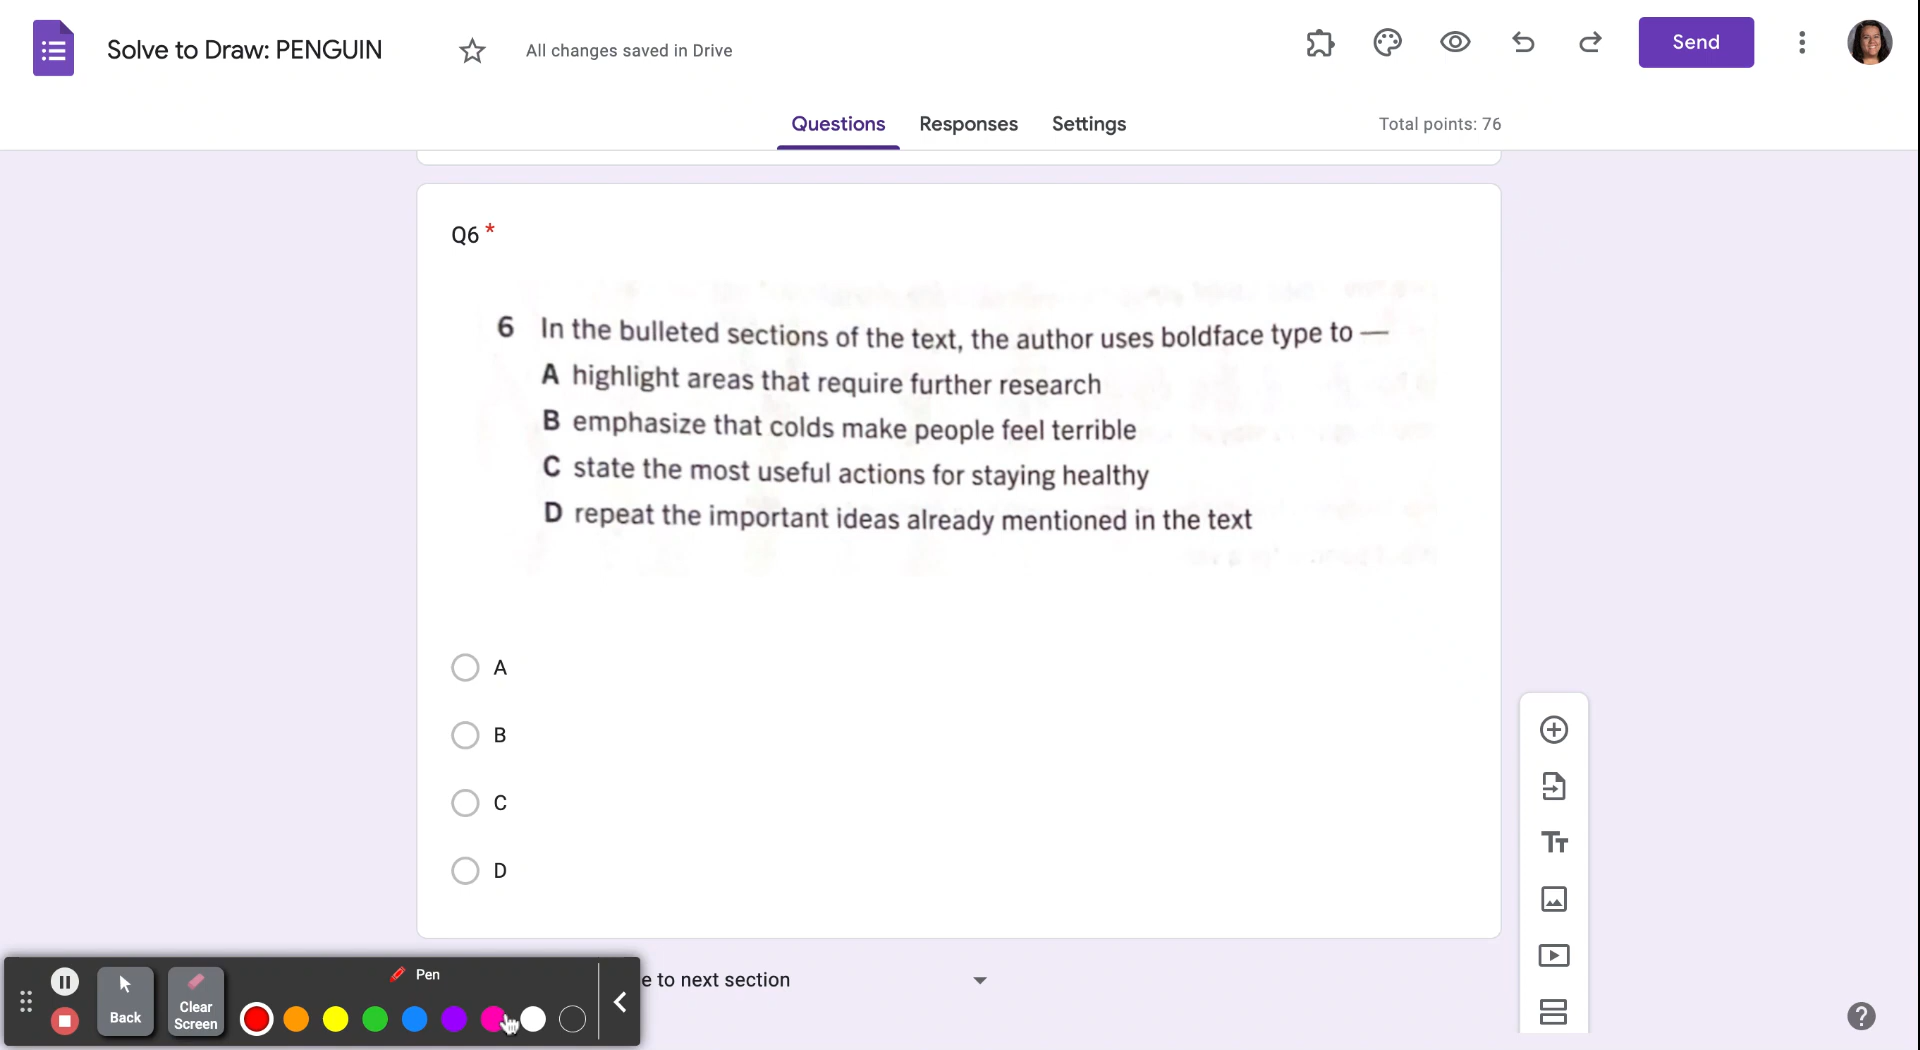 Solve to Draw: PENGUIN
All changes saved in Drive
Send
Questions
Responses
Settings
Total points: 76
Q6 *
6 In the bulleted sections of the text, the author uses boldface type to —
A highlight areas that require further research
B emphasize that colds make people feel terrible
C state the most useful actions for staying healthy
D repeat the important ideas already mentioned in the text
A
B
C
D
e to next section
Back
Clear
Screen
Pen